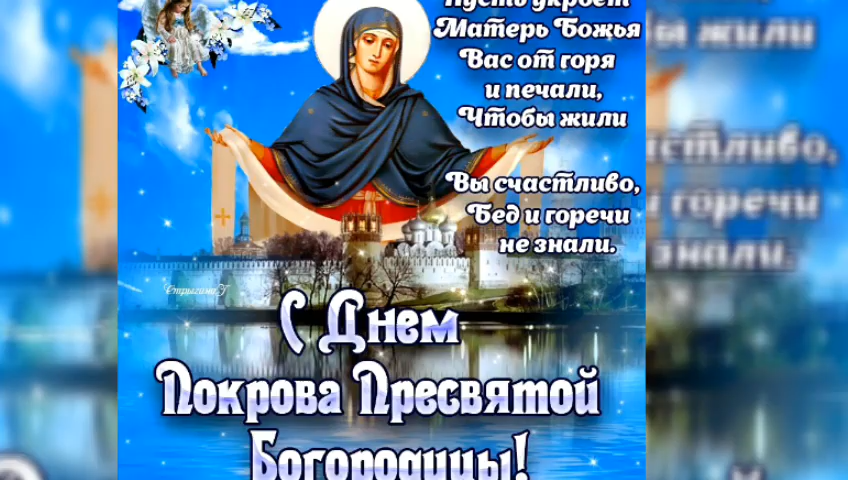 Пусть укроет
Матерь Божья
Вас от горя
и печали,
Чтобы жили
Вы счастливо,
Бед и горечи
не знали.
Стрыгина.Т
С Днем
Покрова Пресвятой
Богородицы!